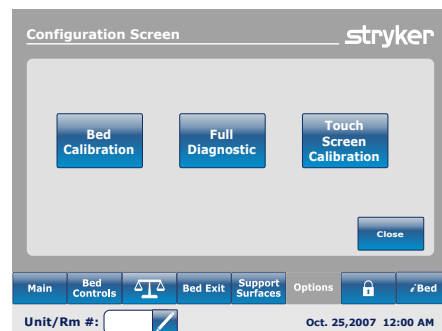 Configuration Screen
stryker
Bed
Calibration
Full
Diagnostic
Touch
Screen
Calibration
Close
Main
Bed
Controls
Bed Exit
Support
Surfaces
Options
iBed
Unit/Rm #:
Oct. 25,2007 12:00 AM